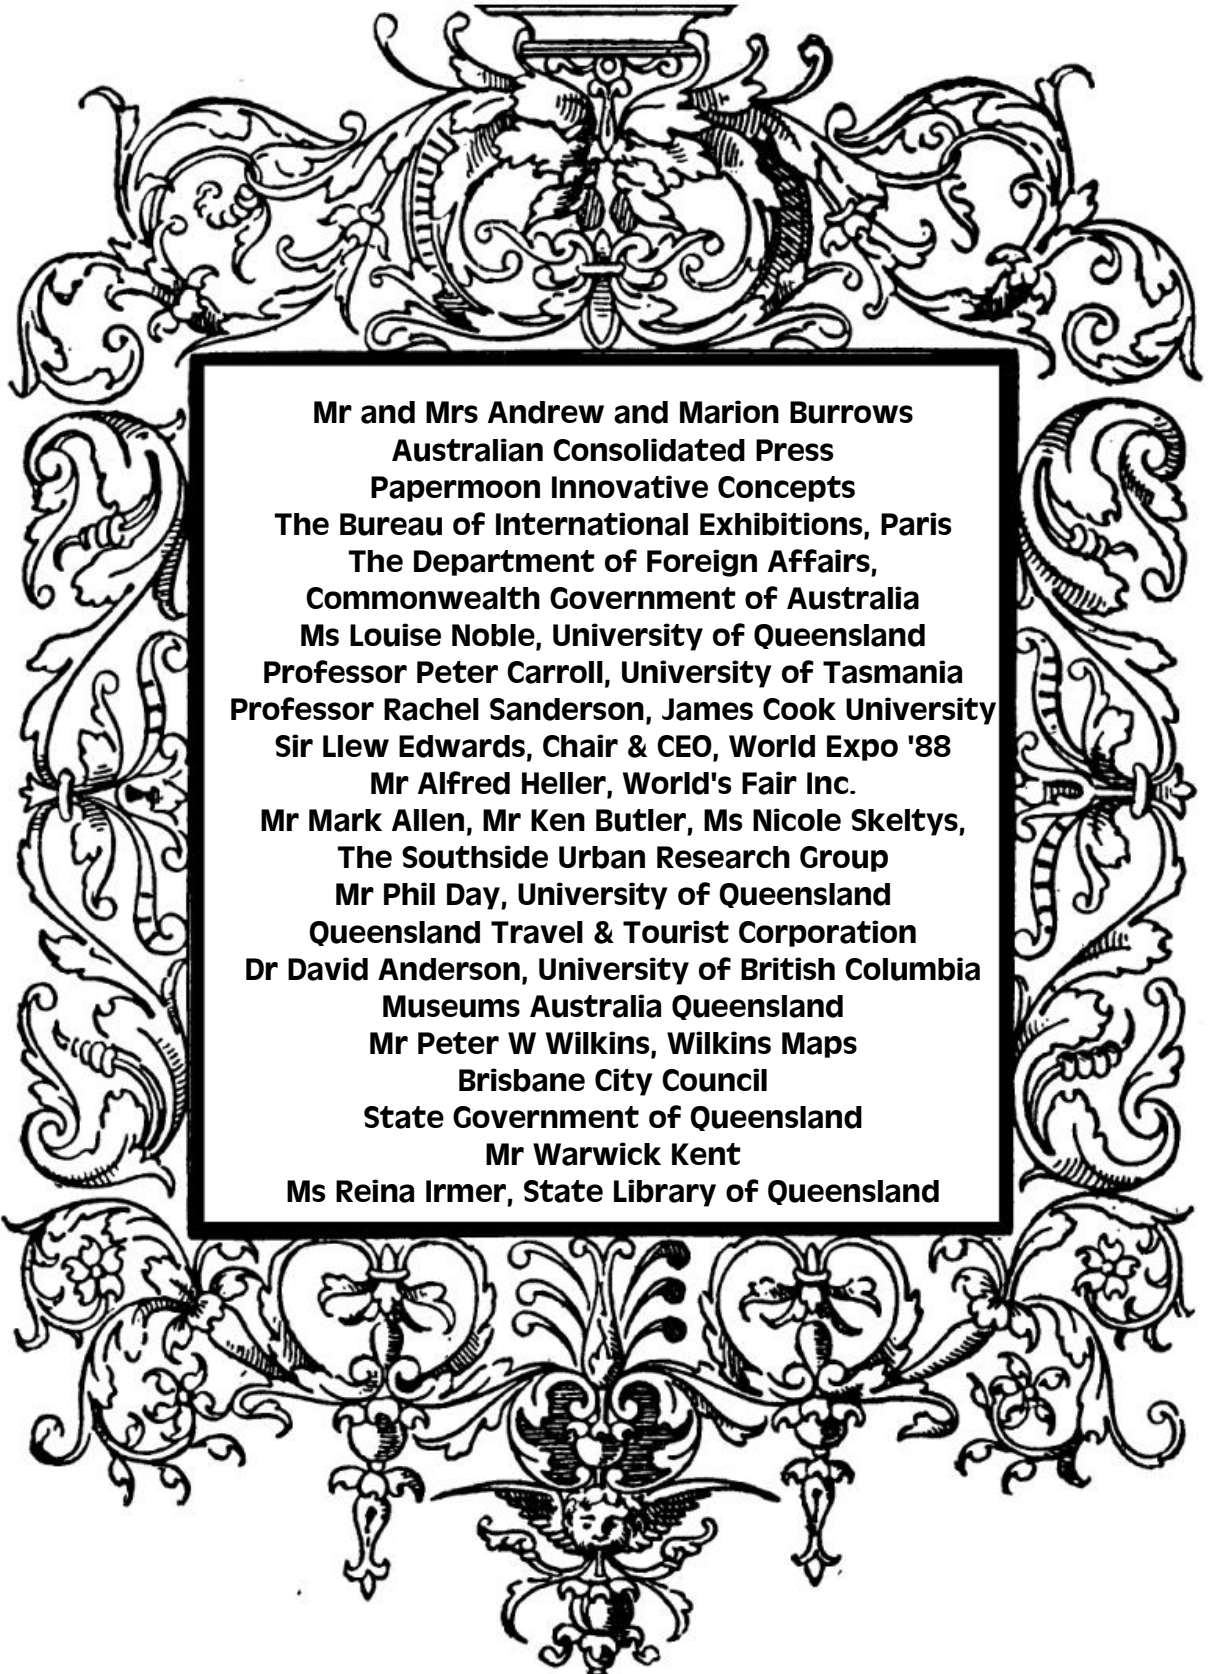 Mr and Mrs Andrew and Marion Burrows
Australian Consolidated Press
Papermoon Innovative Concepts
The Bureau of International Exhibitions, Paris
The Department of Foreign Affairs,
Commonwealth Government of Australia
Ms Louise Noble, University of Queensland
Professor Peter Carroll, University of Tasmania
Professor Rachel Sanderson, James Cook University
Sir Llew Edwards, Chair & CEO, World Expo '88
Mr Alfred Heller, World's Fair Inc.
Mr Mark Allen, Mr Ken Butler, Ms Nicole Skeltys,
The Southside Urban Research Group
Mr Phil Day, University of Queensland
Queensland Travel & Tourist Corporation
Dr David Anderson, University of British Columbia
Museums Australia Queensland
Mr Peter W Wilkins, Wilkins Maps
Brisbane City Council
State Government of Queensland
Mr Warwick Kent
Ms Reina Irmer, State Library of Queensland